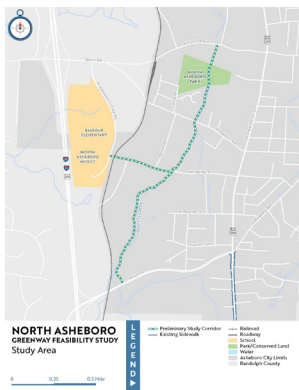 NORTH
ASHEBORO
PARK
BALFOUR
ELEMENTARY
NORTH
ASHEBORO
MIDDLE
NORTH ASHEBORO
GREENWAY FEASIBILITY STUDY
Study Area
0 0.25 0.5 Mile
LEGEND
Preliminary Study Corridor
Existing Sidewalk
Railroad
Roadway
School
Park/Conserved Land
Water
Asheboro City Limits
Randolph County